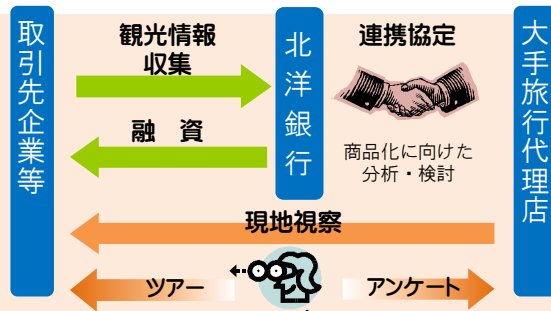 取引先企業等
観光情報
収集
融　資
北洋銀行
連携協定
商品化に向けた
分析・検討
大手旅行代理店
現地視察
ツアー
アンケート